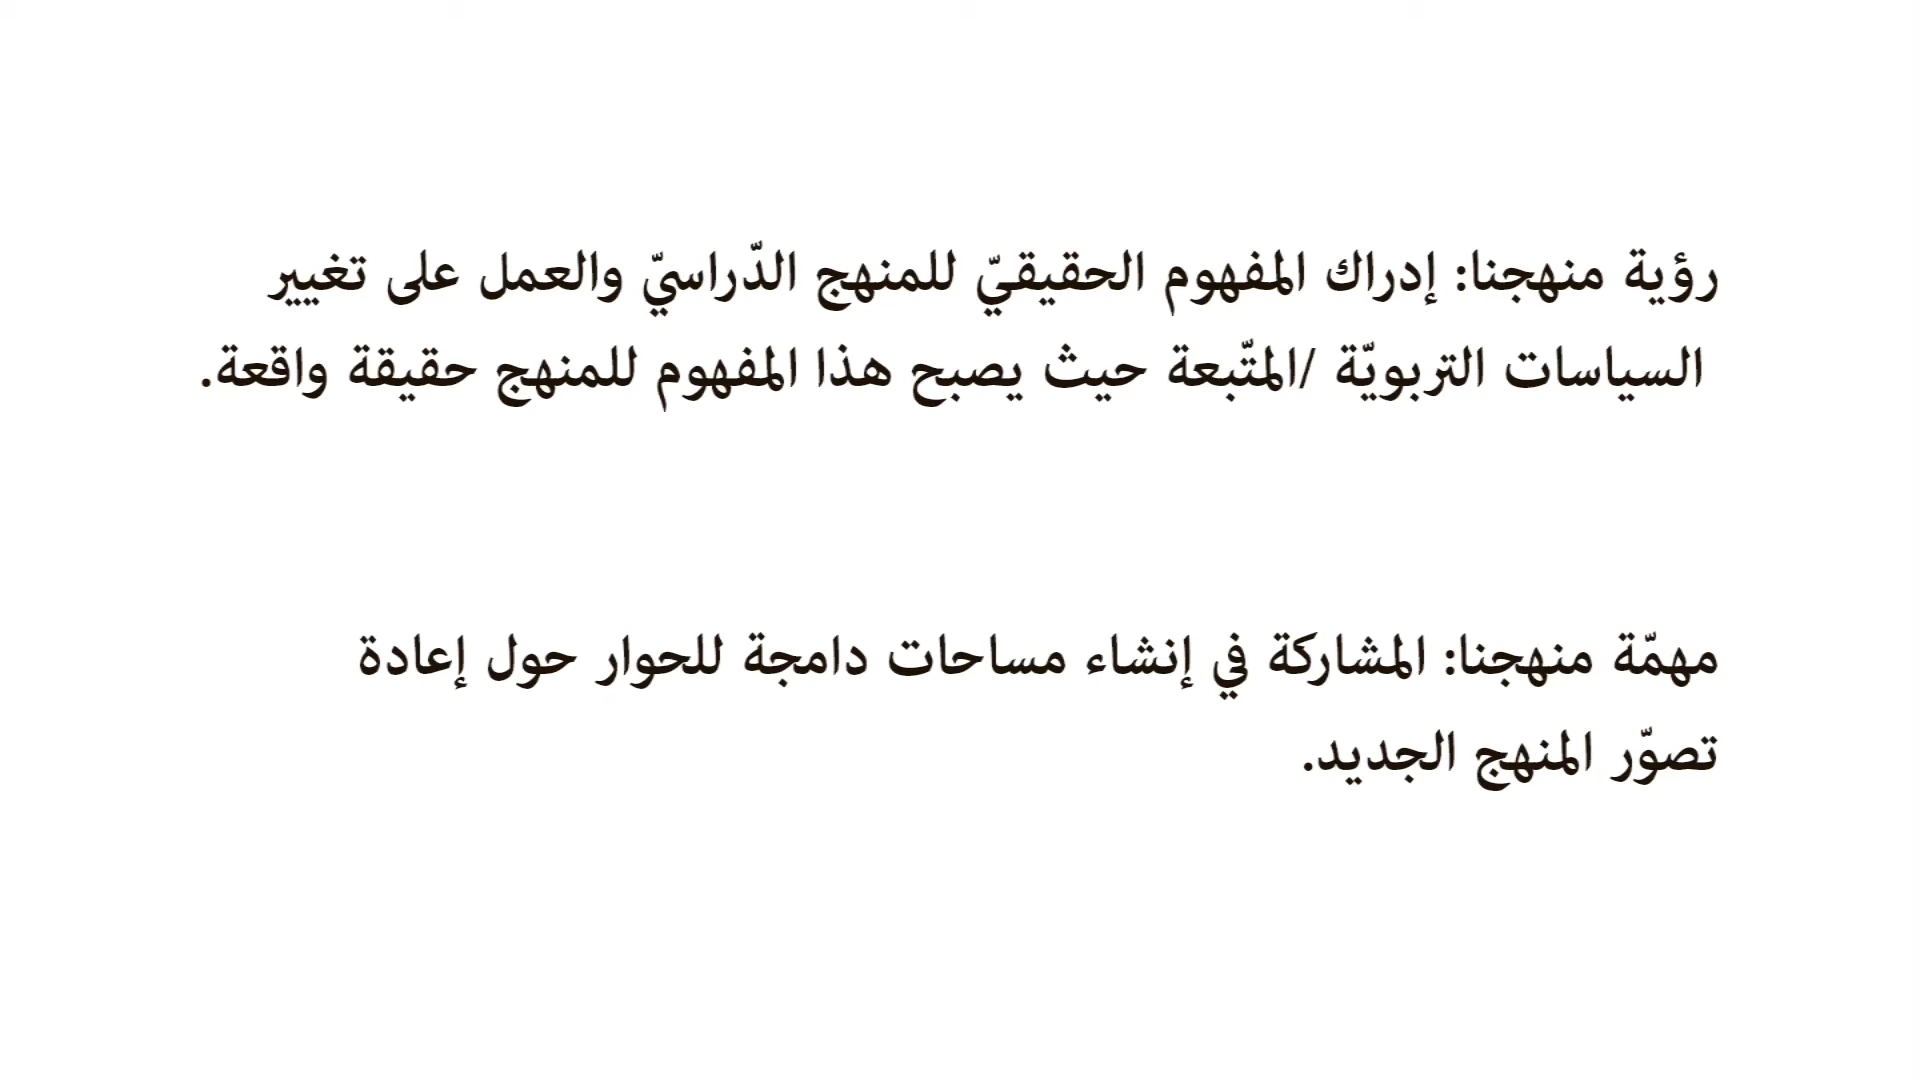 رؤية منهجنا: إدراك المفهوم الحقيقيّ للمنهج الدّراسيّ والعمل على تغيير
السياسات التربويّة /المتّبعة حيث يصبح هذا المفهوم للمنهج حقيقة واقعة.
مهمّة منهجنا: المشاركة في إنشاء مساحات دامجة للحوار حول إعادة
تصوّر المنهج الجديد.